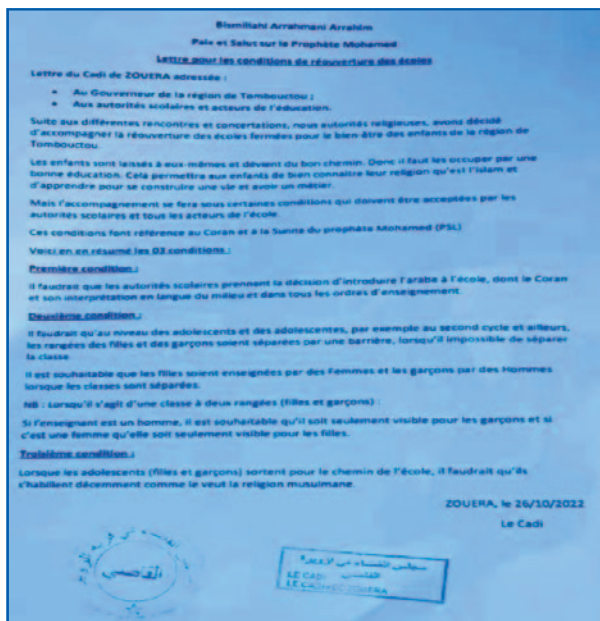 Bismillahi Arrahmani Arrahim
Paix et Salut sur le Prophète Mohamed
Lettre pour les conditions de réouverture des écoles
Lettre du Cadi de ZOUERA adressée :
• Au Gouverneur de la région de Tombouctou ;
• Aux autorités scolaires et acteurs de l'éducation.
Suite aux différentes rencontres et concertations, nous autorités religieuses, avons décidé
d'accompagner la réouverture des écoles fermées pour le bien-être des enfants de la région de
Tombouctou.
Les enfants sont laissés à eux-mêmes et dévient du bon chemin. Donc il faut les occuper par une
bonne éducation. Cela permettra aux enfants de bien connaitre leur religion qu'est l'Islam et
d'apprendre pour se construire une vie et avoir un métier.
Mais l'accompagnement se fera sous certaines conditions qui doivent être acceptées par les
autorités scolaires et tous les acteurs de l'école.
Ces conditions font référence au Coran et a la Sunna du prophète Mohamed (PSL)
Voici en en résumé les 03 conditions :
Première condition :
Il faudrait que les autorités scolaires prennent la décision d'introduire l'arabe à l'école, dont le Coran
et son interprétation en langue du milieu et dans tous les ordres d'enseignement.
Deuxième condition :
Il faudrait qu'au niveau des adolescents et des adolescentes, par exemple au second cycle et ailleurs,
les rangées des filles et des garçons soient séparées par une barrière, lorsqu'il impossible de séparer
la classe.
Il est souhaitable que les filles soient enseignées par des Femmes et les garçons par des Hommes
lorsque les classes sont séparées.
NB : Lorsqu'il s'agit d'une classe à deux rangées (filles et garçons) :
Si l'enseignant est un homme, il est souhaitable qu'il soit seulement visible pour les garçons et si
c'est une femme qu'elle soit seulement visible pour les filles.
Troisième condition :
Lorsque les adolescents (filles et garçons) sortent pour le chemin de l'école, il faudrait qu'ils
s'habillent décemment comme le veut la religion musulmane.
ZOUERA, le 26/10/2022
Le Cadi
القاضي
القاضي
LE CADI
ZOUERA